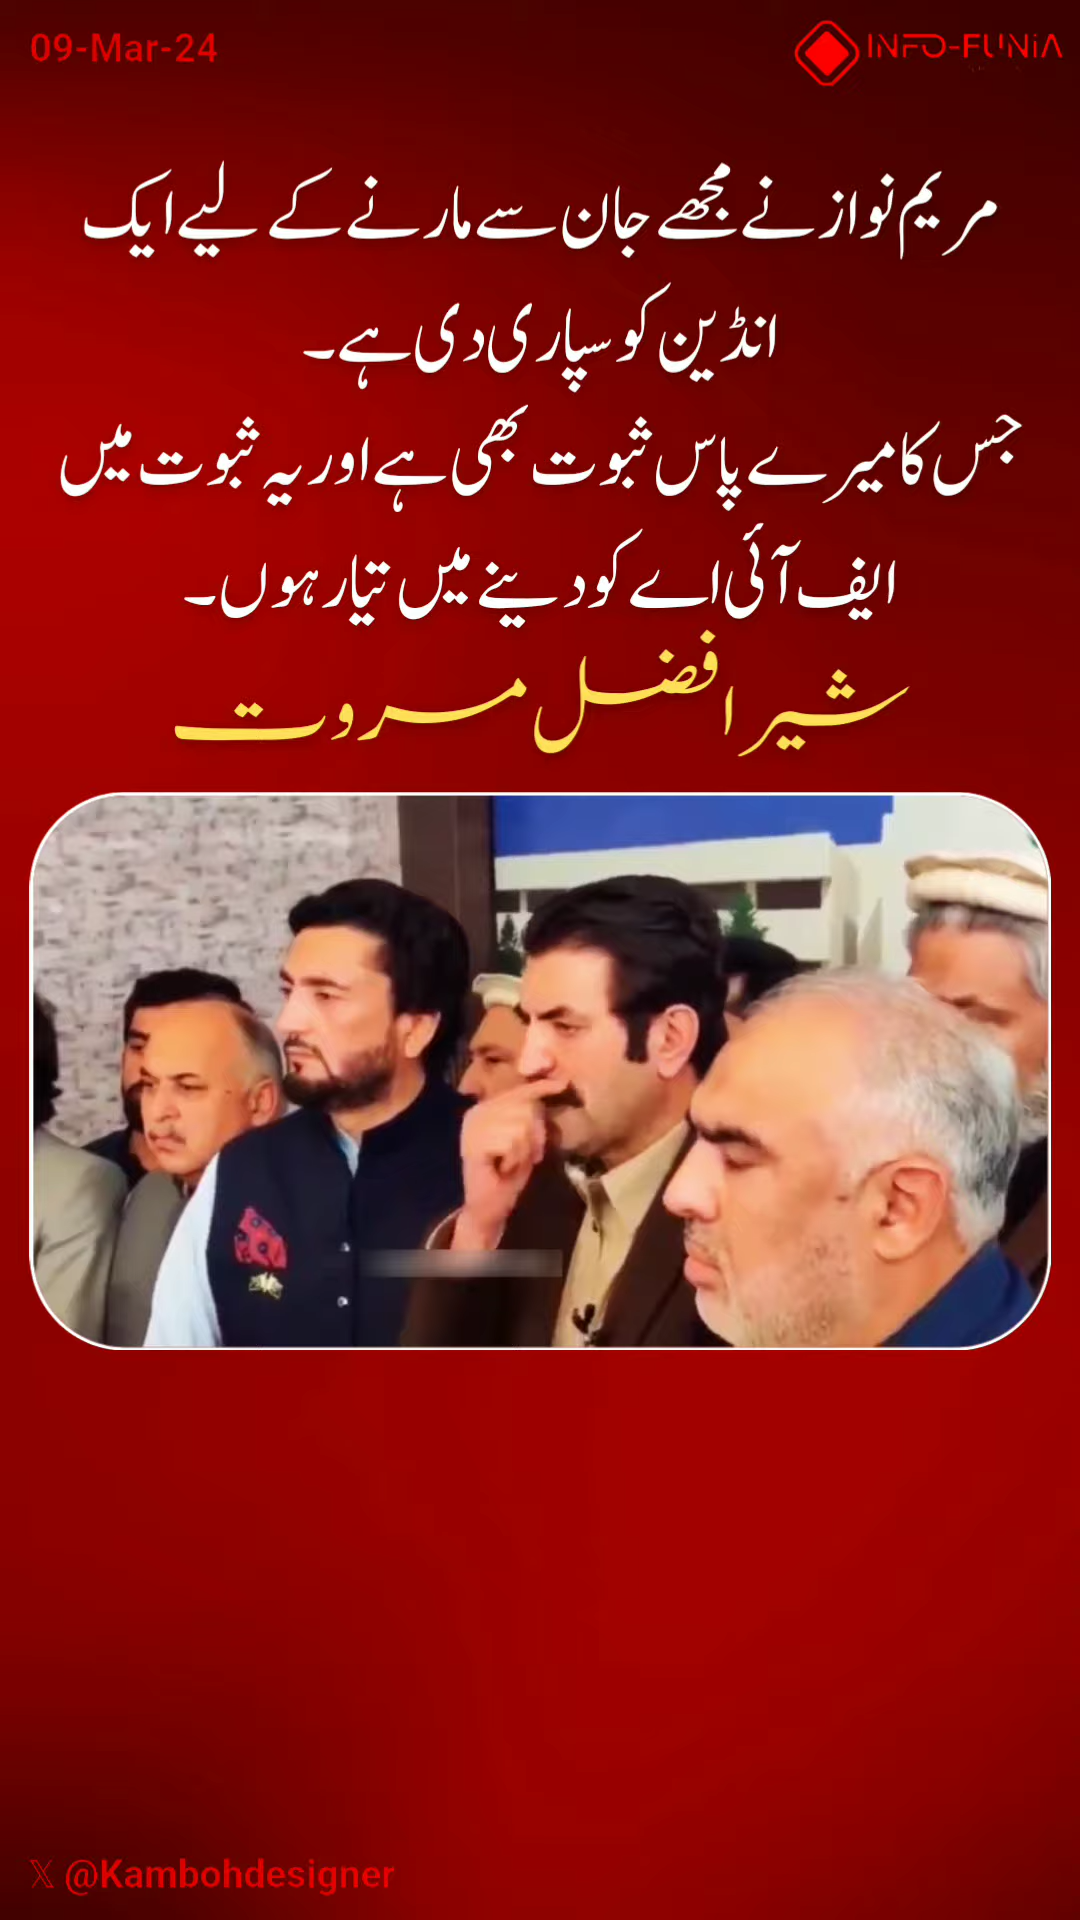 09-Mar-24
INFO-FUNiA
مریم نواز نے مجھے جان سے مارنے کے لیے ایک
انڈین کو سپاری دی ہے۔
جس کا میرے پاس ثبوت بھی ہے اور یہ ثبوت میں
ایف آئی اے کو دینے میں تیار ہوں۔
شیر افضل مروت
𝕏 @Kambohdesigner